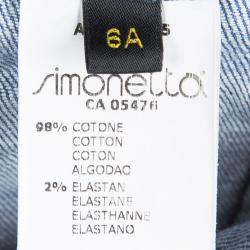 6A
simonetta
CA 05476
98% COTONE
COTTON
COTON
ALGODAO
2% ELASTAN
ELASTANE
ELASTHANNE
ELASTANO